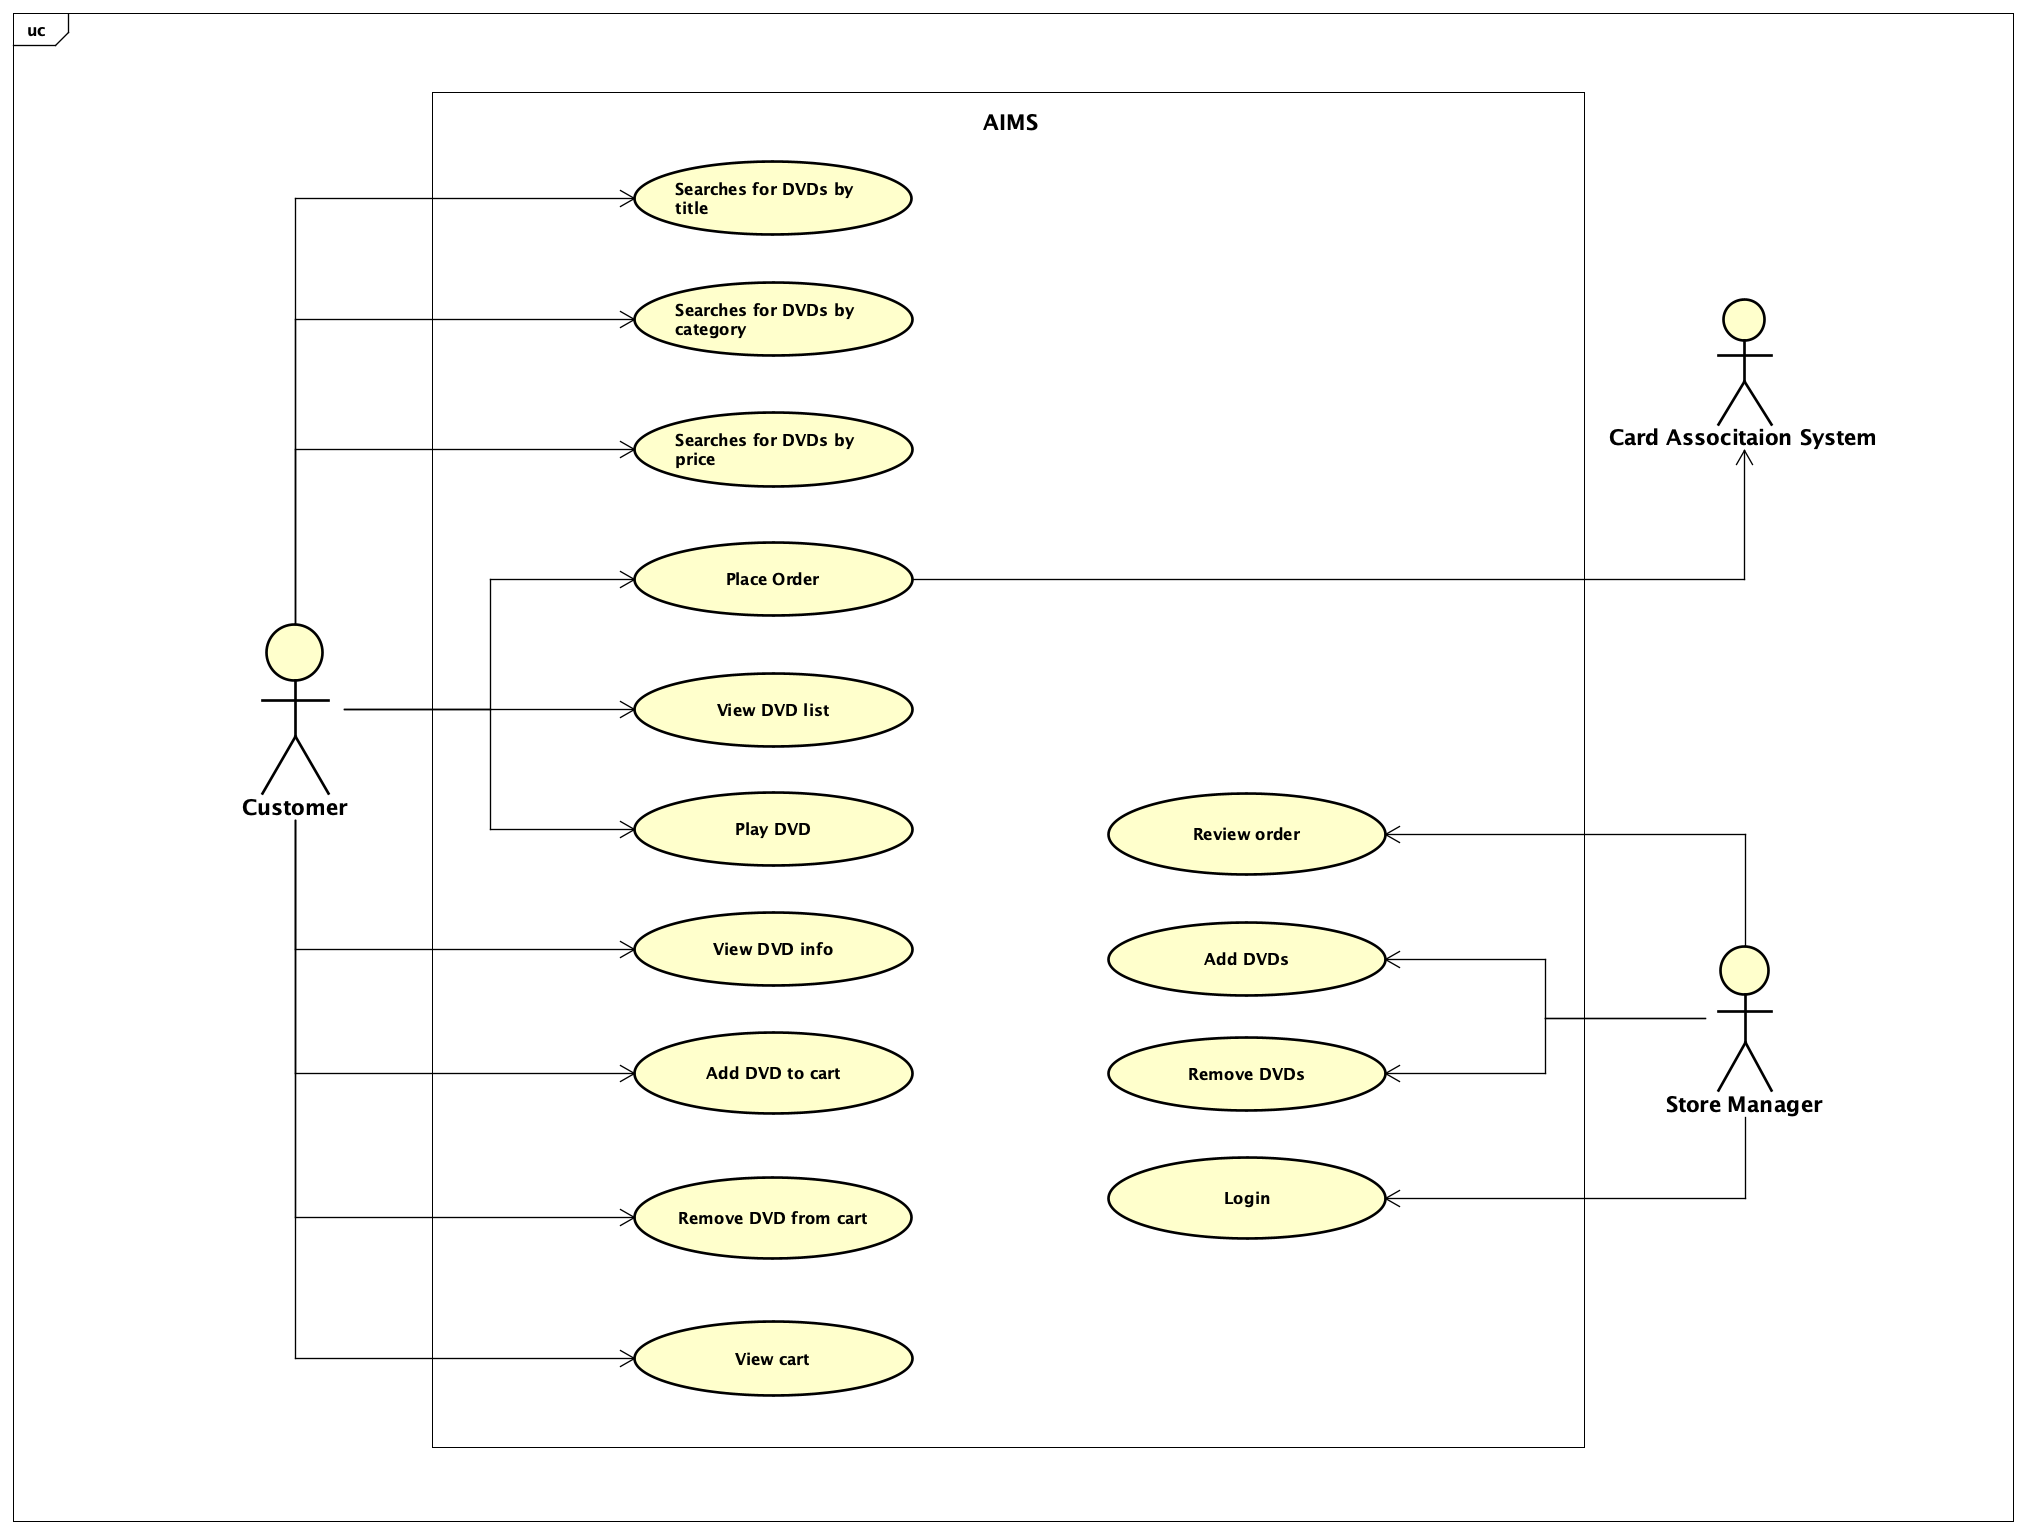 uc
AIMS
Searches for DVDs by
title
Searches for DVDs by
category
Searches for DVDs by
price
Card Associtaion System
Place Order
View DVD list
Customer
Play DVD
Review order
View DVD info
Add DVDs
Add DVD to cart
Remove DVDs
Store Manager
Remove DVD from cart
Login
View cart